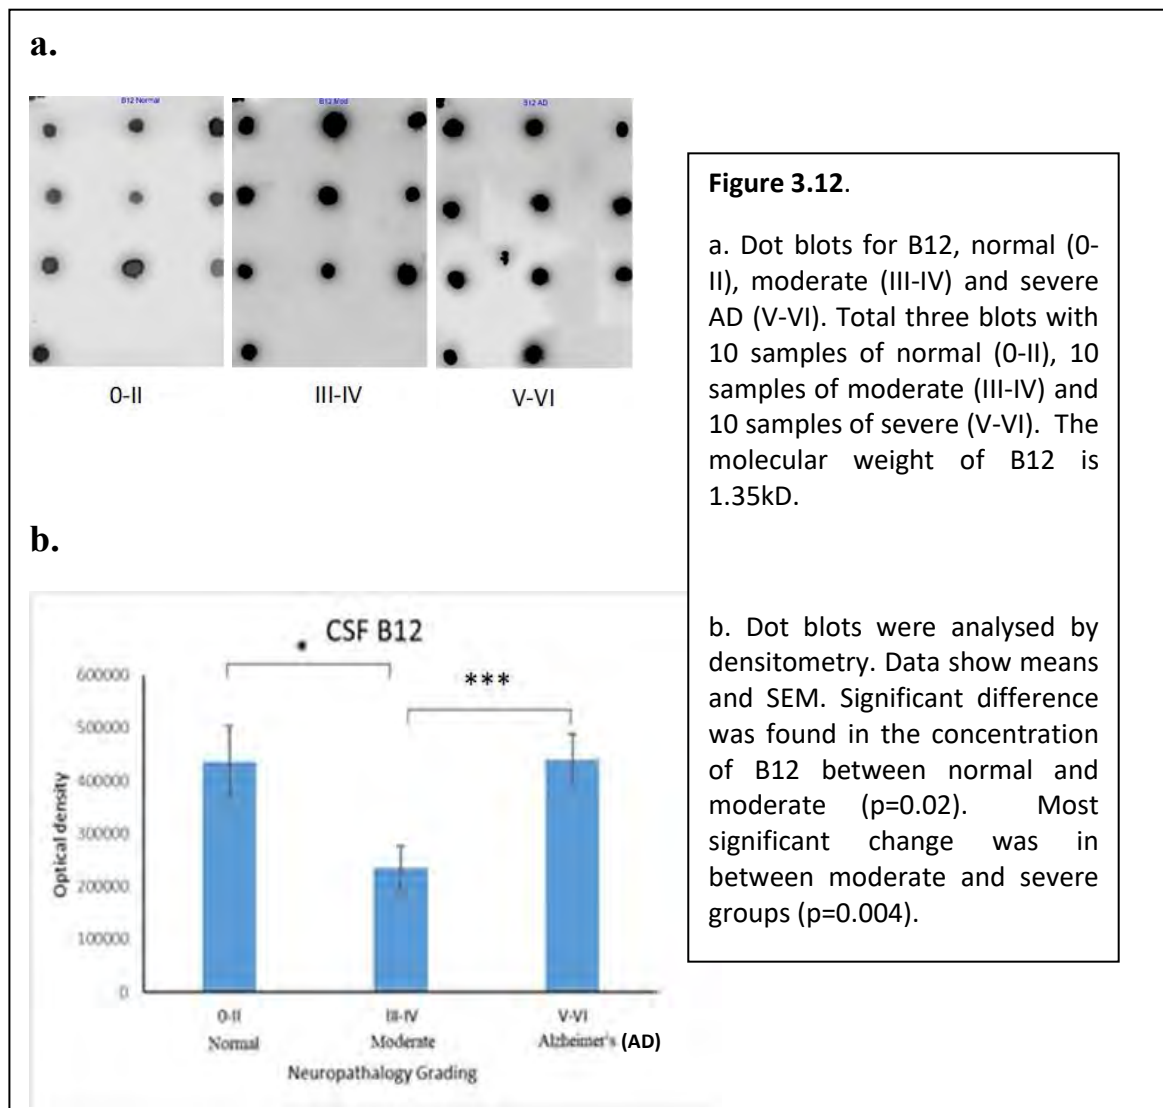 a.
B12 Normal
B12 Mod
B12 AD
0-II
III-IV
V-VI
Figure 3.12.
a. Dot blots for B12, normal (0-
II), moderate (III-IV) and severe
AD (V-VI). Total three blots with
10 samples of normal (0-II), 10
samples of moderate (III-IV) and
10 samples of severe (V-VI). The
molecular weight of B12 is
1.35kD.
b. Dot blots were analysed by
densitometry. Data show means
and SEM. Significant difference
was found in the concentration
of B12 between normal and
moderate (p=0.02). Most
significant change was in
between moderate and severe
groups (p=0.004).
b.
CSF B12
*
***
600000
500000
400000
300000
200000
100000
0
Optical density
0-II
III-IV
V-VI
Normal
Moderate
Alzheimer's (AD)
Neuropathalogy Grading